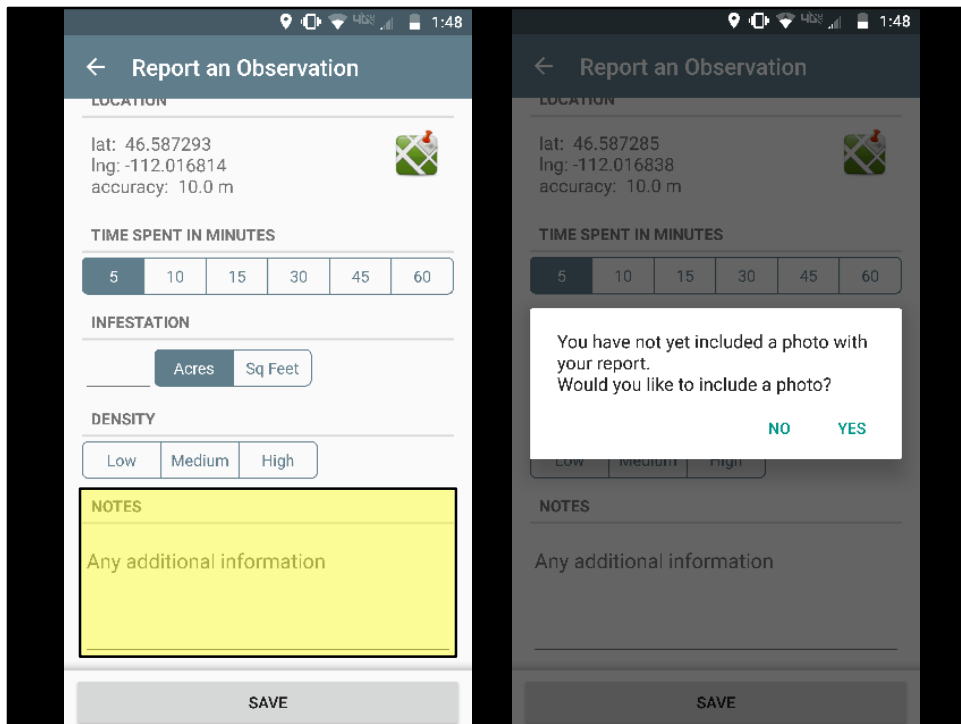 1:48
Report an Observation
LOCATION
lat: 46.587293
lng: -112.016814
accuracy: 10.0 m
TIME SPENT IN MINUTES
5 10 15 30 45 60
INFESTATION
Acres Sq Feet
DENSITY
Low Medium High
NOTES
Any additional information
SAVE
1:48
Report an Observation
LOCATION
lat: 46.587285
lng: -112.016838
accuracy: 10.0 m
TIME SPENT IN MINUTES
5 10 15 30 45 60
You have not yet included a photo with
your report.
Would you like to include a photo?
NO YES
Low Medium High
NOTES
Any additional information
SAVE